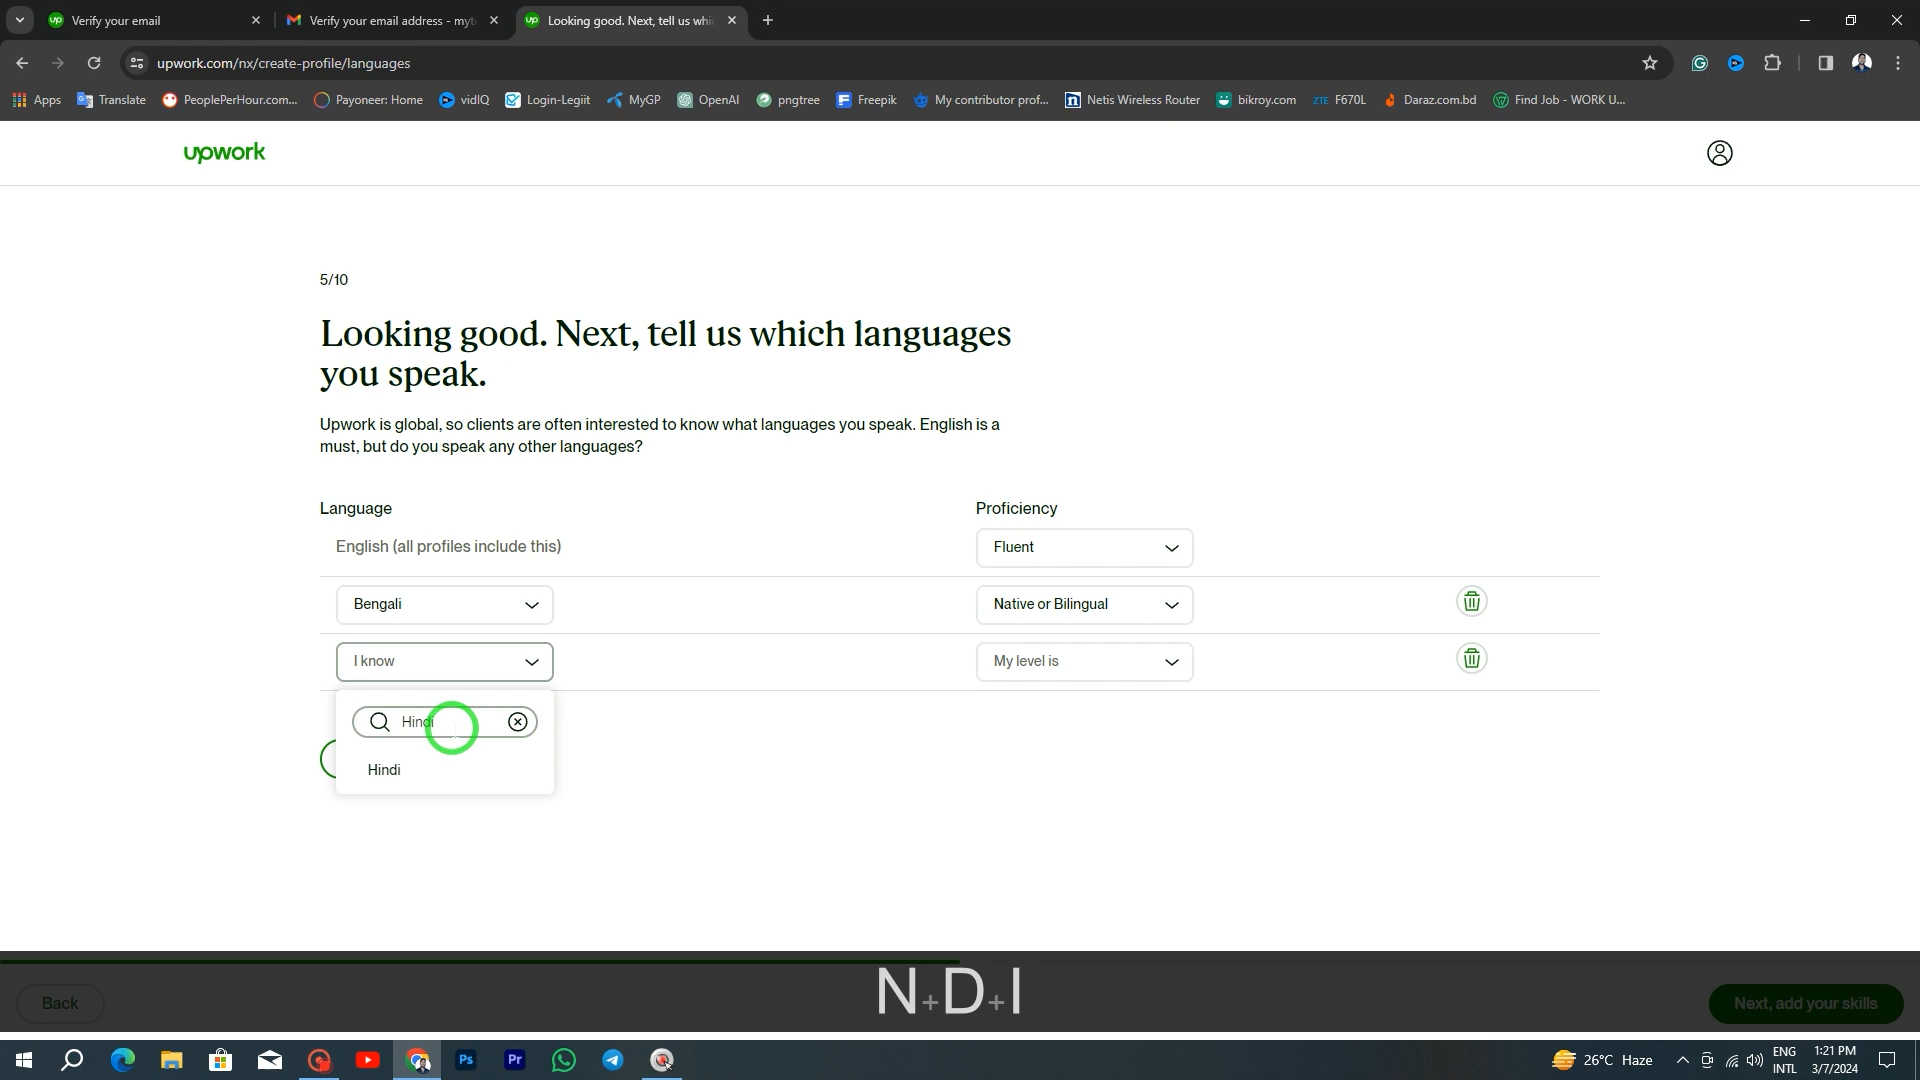 Verify your email
Verify your email address - myt
Looking good. Next, tell us whi
upwork.com/nx/create-profile/languages
Apps
Translate
PeoplePerHour.com...
Payoneer: Home
vidIQ
Login-Legiit
MyGP
OpenAI
pngtree
Freepik
My contributor prof...
Netis Wireless Router
bikroy.com
ZTE F670L
Daraz.com.bd
Find Job - WORK U...
upwork
5/10
Looking good. Next, tell us which languages
you speak.
Upwork is global, so clients are often interested to know what languages you speak. English is a
must, but do you speak any other languages?
Language Proficiency
English (all profiles include this) Fluent
Bengali Native or Bilingual
I know My level is
Hindi
Hindi
N+D+I
Back Next, add your skills
Ps
Pr
26°C Haze
ENG
INTL
1:21 PM
3/7/2024